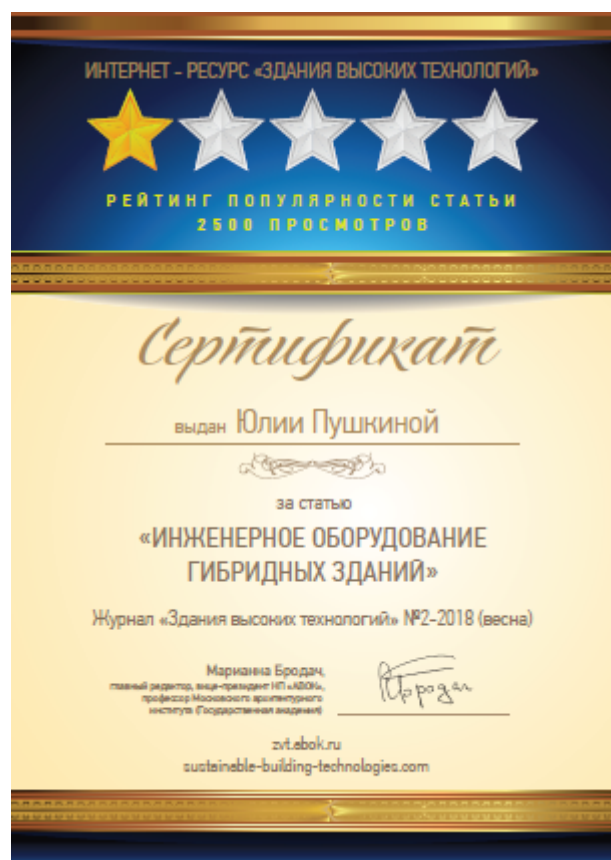 ИНТЕРНЕТ - РЕСУРС «ЗДАНИЯ ВЫСОКИХ ТЕХНОЛОГИЙ»
РЕЙТИНГ ПОПУЛЯРНОСТИ СТАТЬИ
2500 ПРОСМОТРОВ
Сертификат
выдан Юлии Пушкиной
за статью
«ИНЖЕНЕРНОЕ ОБОРУДОВАНИЕ
ГИБРИДНЫХ ЗДАНИЙ»
Журнал «Здания высоких технологий» №2-2018 (весна)
Марианна Бродач,
главный редактор, вице-президент НП «АВОК»,
профессор Московского архитектурного
института (Государственная академия)
Бродач
zvt.abok.ru
sustainable-building-technologies.com